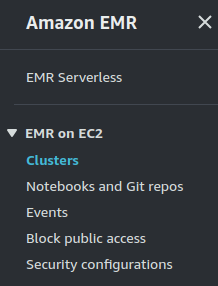 Amazon EMR
EMR Serverless
EMR on EC2
Clusters
Notebooks and Git repos
Events
Block public access
Security configurations